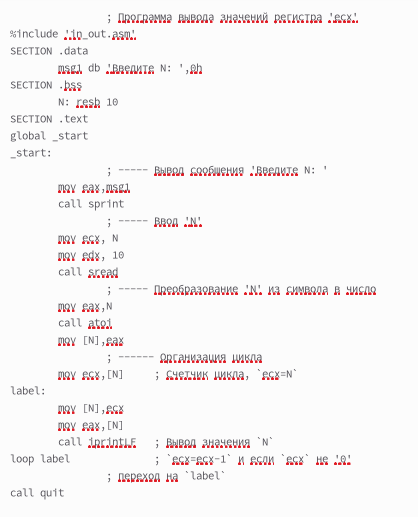 ; Программа вывода значений регистра 'ecx'
%include 'in_out.asm'
SECTION .data
msg1 db 'Введите N: ',0h
SECTION .bss
N: resb 10
SECTION .text
global _start
_start:
; ----- Вывод сообщения 'Введите N: '
mov eax,msg1
call sprint
; ----- Ввод 'N'
mov ecx, N
mov edx, 10
call sread
; ----- Преобразование 'N' из символа в число
mov eax,N
call atoi
mov [N],eax
; ------ Организация цикла
mov ecx,[N] ; Счетчик цикла, `ecx=N`
label:
mov [N],ecx
mov eax,[N]
call iprintLF ; Вывод значения `N`
loop label ; `ecx=ecx-1` и если `ecx` не '0'
; переход на `label`
call quit